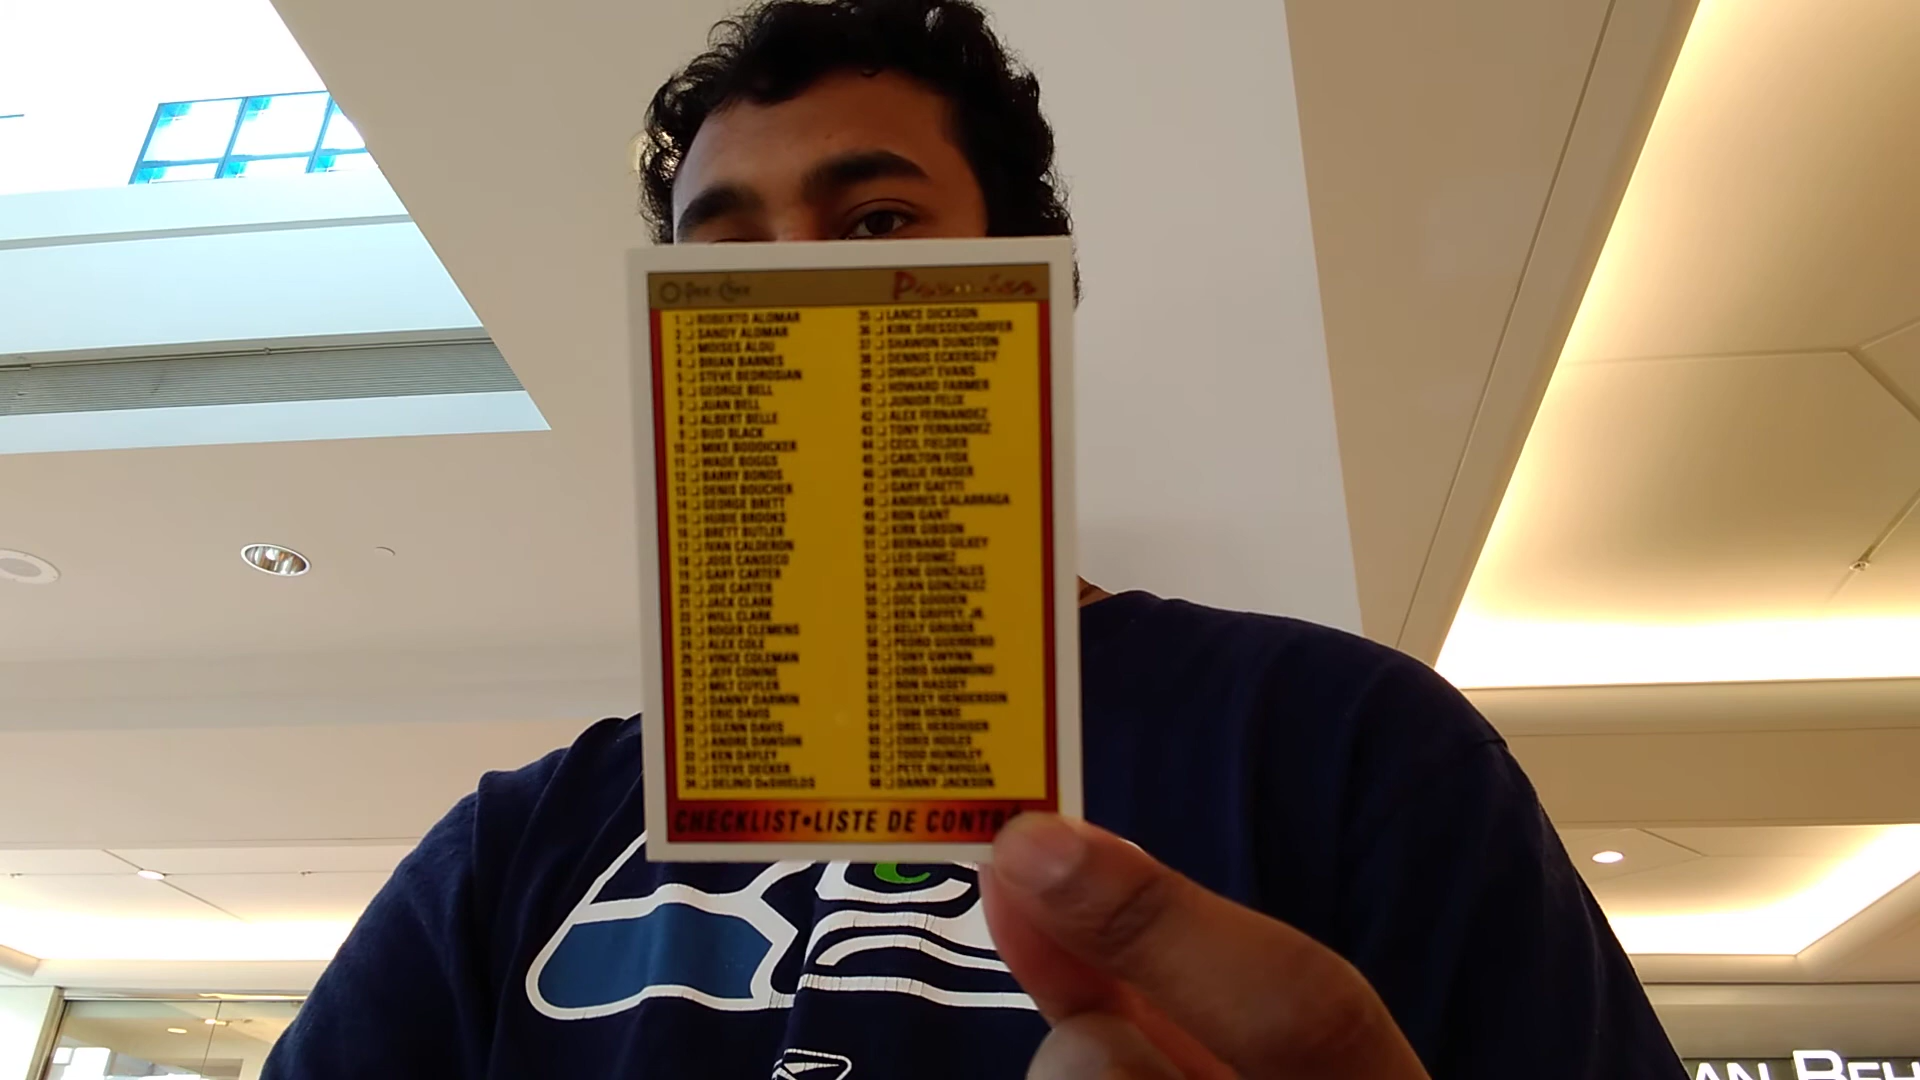 O-Pee-Chee Premier
1 ROBERTO ALOMAR
2 SANDY ALOMAR
3 MOISES ALOU
4 BRIAN BARNES
5 STEVE BEDROSIAN
6 GEORGE BELL
7 JUAN BELL
8 ALBERT BELLE
9 BUD BLACK
10 MIKE BODDICKER
11 WADE BOGGS
12 BARRY BONDS
13 DENIS BOUCHER
14 GEORGE BRETT
15 HUBIE BROOKS
16 BRETT BUTLER
17 IVAN CALDERON
18 JOSE CANSECO
19 GARY CARTER
20 JOE CARTER
21 JACK CLARK
22 WILL CLARK
23 ROGER CLEMENS
24 ALEX COLE
25 VINCE COLEMAN
26 JEFF CONINE
27 MILT CUYLER
28 DANNY DARWIN
29 ERIC DAVIS
30 GLENN DAVIS
31 ANDRE DAWSON
32 KEN DAYLEY
33 STEVE DECKER
34 DELINO DeSHIELDS
35 LANCE DICKSON
36 KIRK DRESSENDORFER
37 SHAWON DUNSTON
38 DENNIS ECKERSLEY
39 DWIGHT EVANS
40 HOWARD FARMER
41 JUNIOR FELIX
42 ALEX FERNANDEZ
43 TONY FERNANDEZ
44 CECIL FIELDER
45 CARLTON FISK
46 WILLIE FRASER
47 GARY GAETTI
48 ANDRES GALARRAGA
49 RON GANT
50 KIRK GIBSON
51 BERNARD GILKEY
52 LEO GOMEZ
53 RENE GONZALES
54 JUAN GONZALEZ
55 DOC GOODEN
56 KEN GRIFFEY, JR.
57 KELLY GRUBER
58 PEDRO GUERRERO
59 TONY GWYNN
60 CHRIS HAMMOND
61 RON HASSEY
62 RICKEY HENDERSON
63 TOM HENKE
64 OREL HERSHISER
65 CHRIS HOILES
66 TODD HUNDLEY
67 PETE INCAVIGLIA
68 DANNY JACKSON
CHECKLIST•LISTE DE CONTR
AN BEH